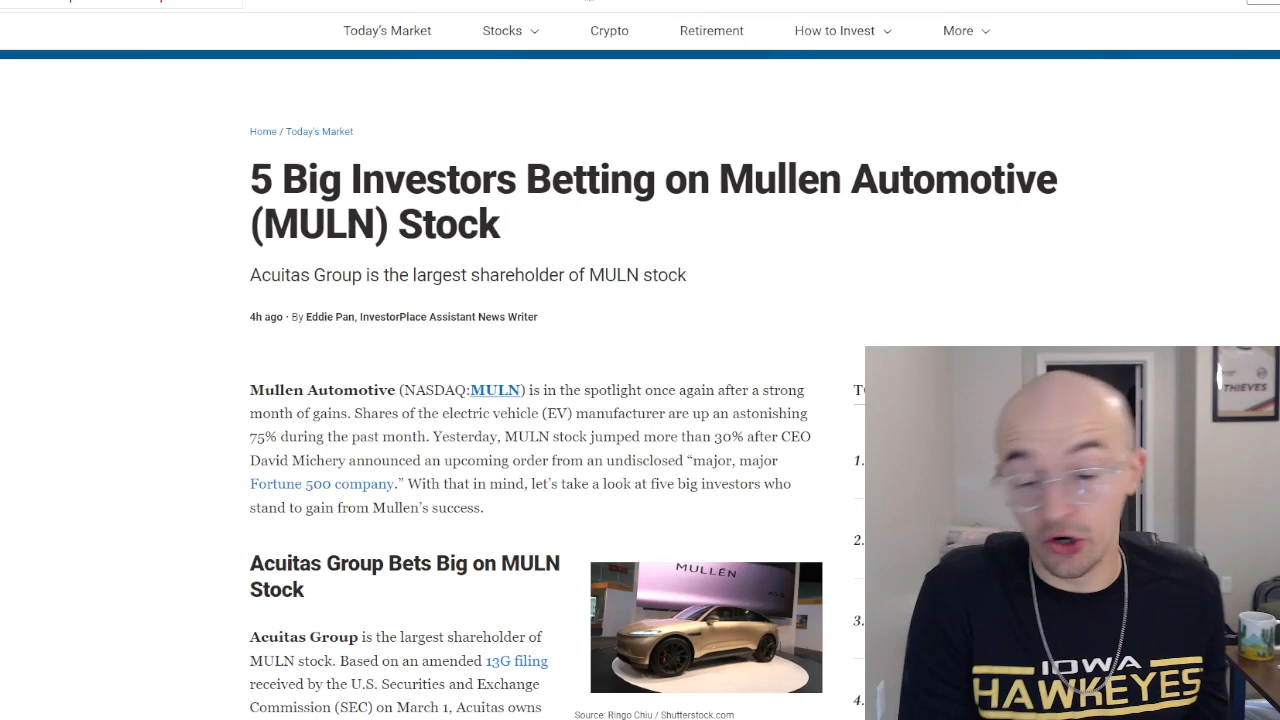 Today's Market
Stocks
Crypto
Retirement
How to Invest
More
Home / Today's Market
5 Big Investors Betting on Mullen Automotive
(MULN) Stock
Acuitas Group is the largest shareholder of MULN stock
4h ago · By Eddie Pan, InvestorPlace Assistant News Writer
Mullen Automotive (NASDAQ:MULN) is in the spotlight once again after a strong
month of gains. Shares of the electric vehicle (EV) manufacturer are up an astonishing
75% during the past month. Yesterday, MULN stock jumped more than 30% after CEO
David Michery announced an upcoming order from an undisclosed “major, major
Fortune 500 company.” With that in mind, let’s take a look at five big investors who
stand to gain from Mullen’s success.
Acuitas Group Bets Big on MULN
Stock
Acuitas Group is the largest shareholder of
MULN stock. Based on an amended 13G filing
received by the U.S. Securities and Exchange
Commission (SEC) on March 1, Acuitas owns
MULLEN
Source: Ringo Chiu / Shutterstock.com
1.
2.
3.
4.
THIEVES
IOWA
HAWKEYES